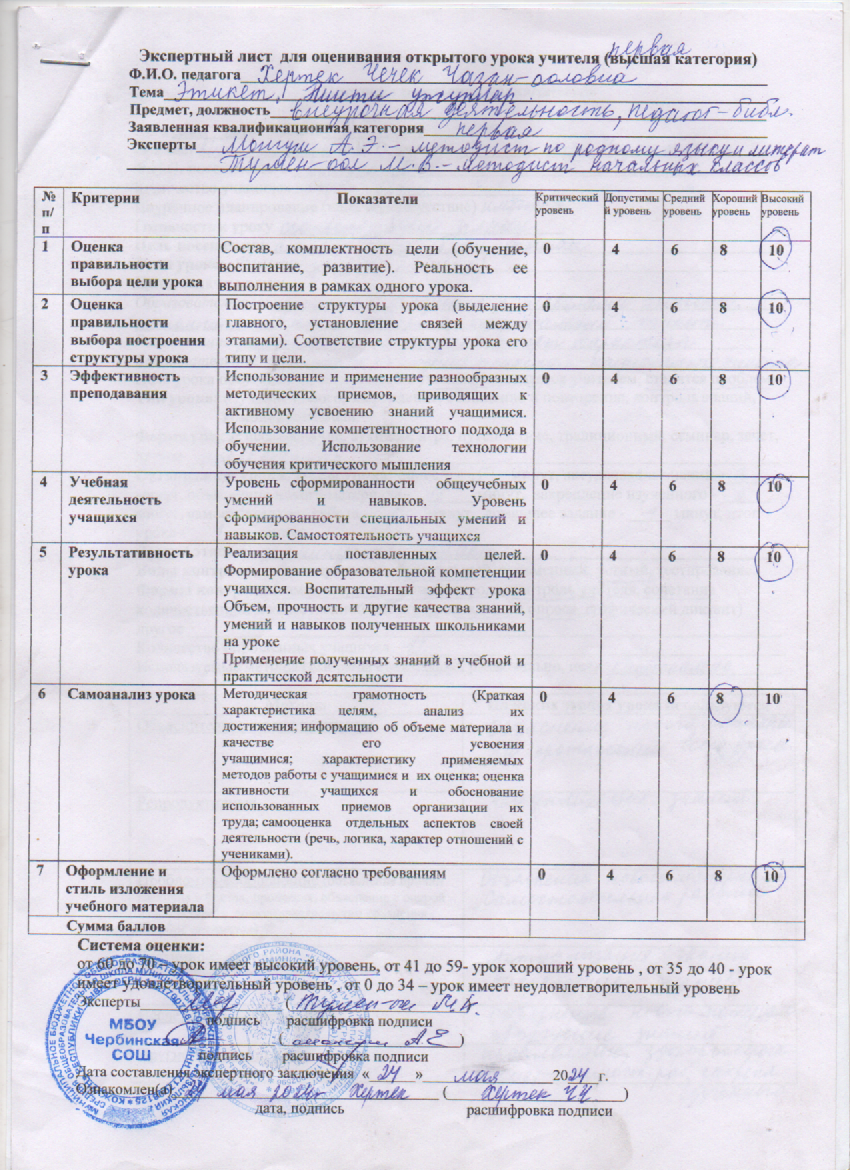 первая
Экспертный лист для оценивания открытого урока учителя (высшая категория)
Ф.И.О. педагога Хертек Чечек Чаган-ооловна
Тема Этикет.
Предмет, должность внеурочная деятельность, педагог-библ.
Заявленная квалификационная категория первая
Эксперты Монгуш А.Э. – методист по родному языку и литерат
Тумен-оол М.В. – методист начальных классов
№ п/п Критерии Показатели Критический уровень Допустимый уровень Средний уровень Хороший уровень Высокий уровень
1 Оценка правильности выбора цели урока Состав, комплектность цели (обучение, 0 4 6 8 10
воспитание, развитие). Реальность ее
выполнения в рамках одного урока.
2 Оценка правильности выбора построения структуры урока Построение структуры урока (выделение 0 4 6 8 10
главного, установление связей между
этапами). Соответствие структуры урока его
типу и цели.
3 Эффективность преподавания Использование и применение разнообразных 0 4 6 8 10
методических приемов, приводящих к
активному усвоению знаний учащимися.
Использование компетентностного подхода в
обучении. Использование технологии
обучения критического мышления
4 Учебная деятельность учащихся Уровень сформированности общеучебных 0 4 6 8 10
умений и навыков. Уровень
сформированности специальных умений и
навыков. Самостоятельность учащихся
5 Результативность урока Реализация поставленных целей. 0 4 6 8 10
Формирование образовательной компетенции
учащихся. Воспитательный эффект урока
Объем, прочность и другие качества знаний,
умений и навыков полученных школьниками
на уроке
Применение полученных знаний в учебной и
практической деятельности
6 Самоанализ урока Методическая грамотность (Краткая 0 4 6 8 10
характеристика целям, анализ их
достижения; информацию об объеме материала и
качестве его усвоения
учащимися; характеристику применяемых
методов работы с учащимися и их оценка; оценка
активности учащихся и обоснование
использованных приемов организации их
труда; самооценка отдельных аспектов своей
деятельности (речь, логика, характер отношений с
учениками).
7 Оформление и стиль изложения учебного материала Оформлено согласно требованиям 0 4 6 8 10
Сумма баллов
Система оценки:
от 60 до 70 – урок имеет высокий уровень, от 41 до 59- урок хороший уровень , от 35 до 40 - урок
имеет удовлетворительный уровень , от 0 до 34 – урок имеет неудовлетворительный уровень
Эксперты (Тумен-оол М.В.
подпись расшифровка подписи
( А Э )
подпись расшифровка подписи
Дата составления экспертного заключения « 24 » мая 2024 г.
Ознакомлен(а) мая 2024г Хертек ( Хертек ЧЧ )
дата, подпись расшифровка подписи
МБОУ
Чербинская
СОШ